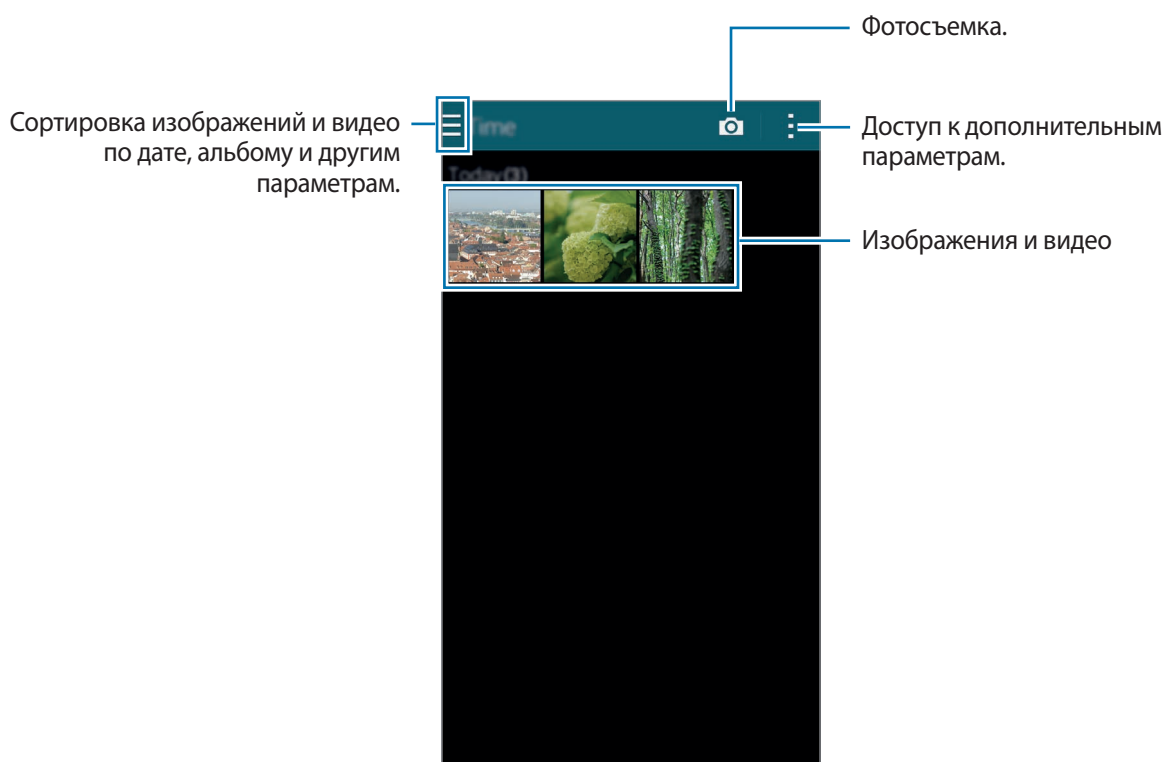 Фотосъемка.
Сортировка изображений и видео
по дате, альбому и другим
параметрам.
Time
Доступ к дополнительным
параметрам.
Today(3)
Изображения и видео